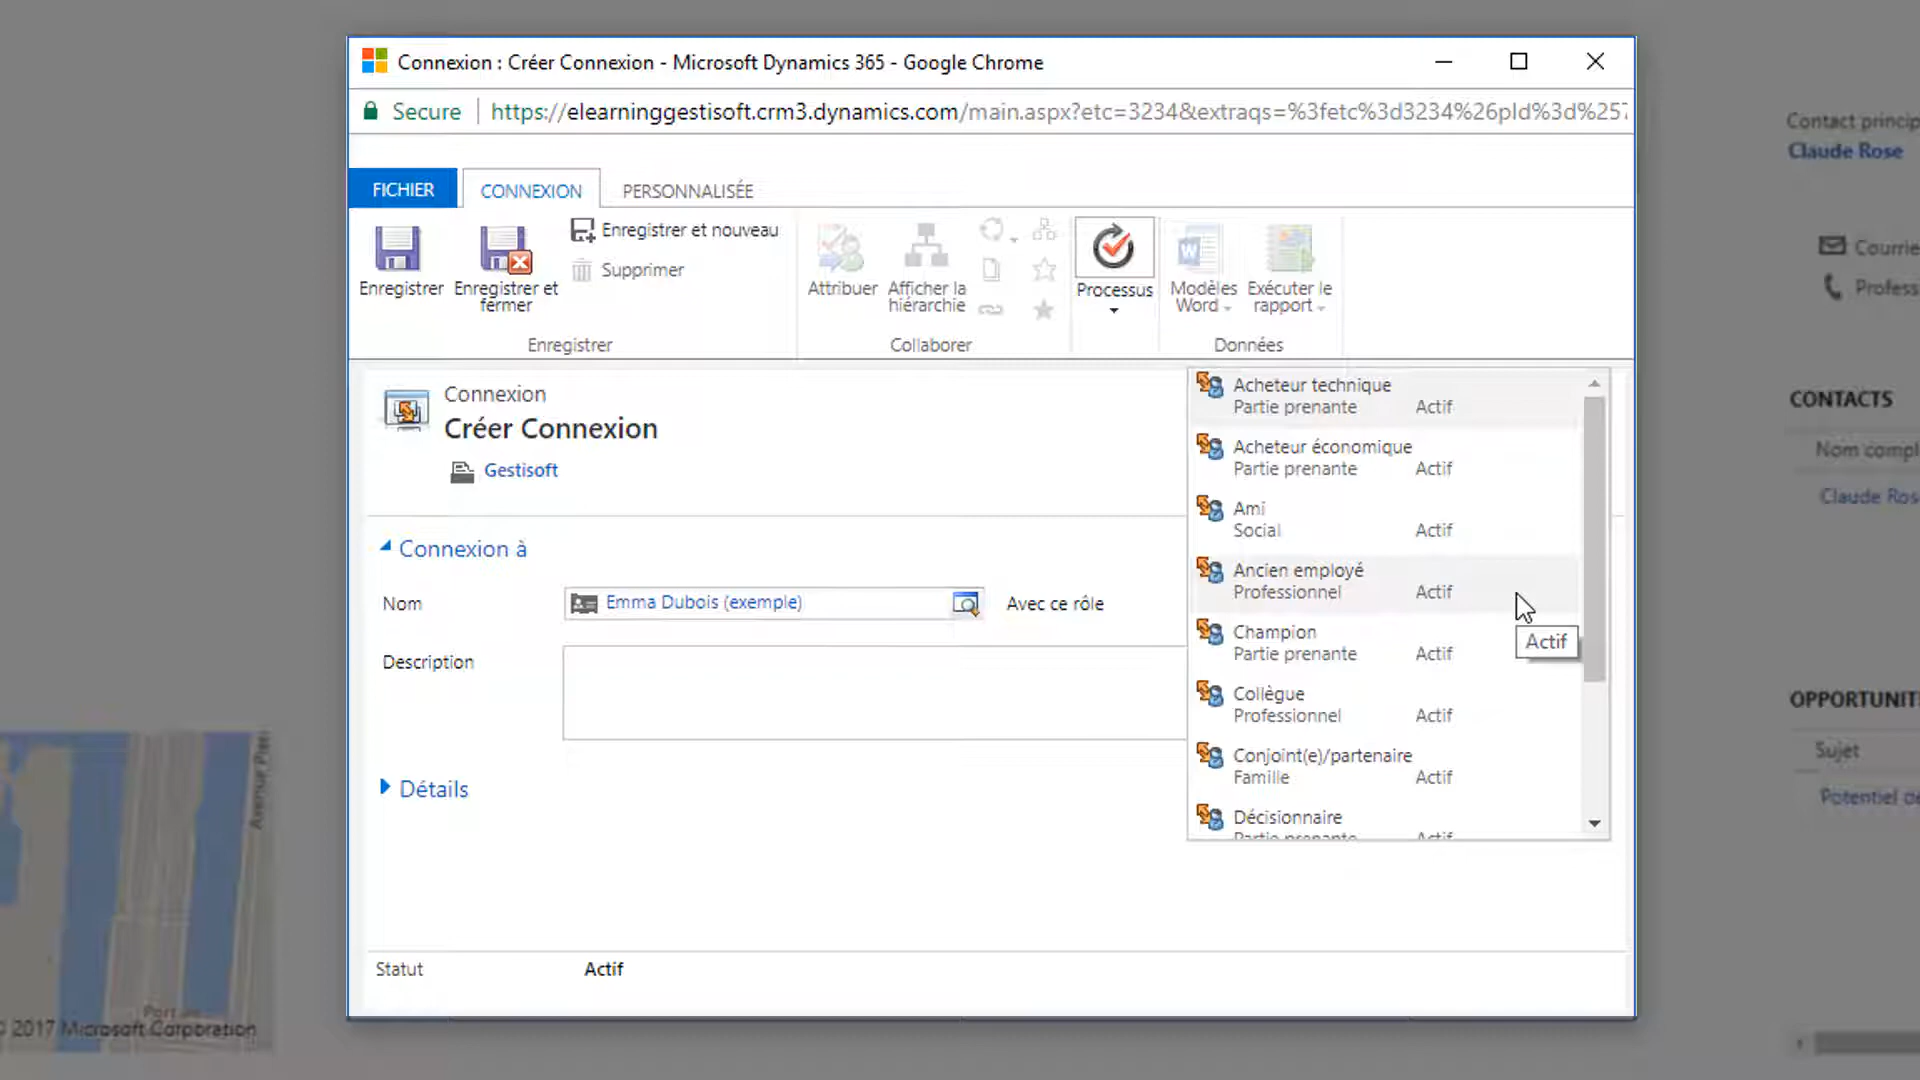 Connexion : Créer Connexion - Microsoft Dynamics 365 - Google Chrome
Secure
https://elearninggestisoft.crm3.dynamics.com/main.aspx?etc=3234&extraqs=%3fetc%3d3234%26pId%3d%257
FICHIER
CONNEXION
PERSONNALISÉE
Enregistrer
Enregistrer et
fermer
Enregistrer et nouveau
Supprimer
Enregistrer
Attribuer
Afficher la
hiérarchie
Collaborer
Processus
Modèles
Word
Exécuter le
rapport
Données
Connexion
Créer Connexion
Gestisoft
Connexion à
Nom
Emma Dubois (exemple)
Avec ce rôle
Description
Détails
Acheteur technique
Partie prenante Actif
Acheteur économique
Partie prenante Actif
Ami
Social Actif
Ancien employé
Professionnel Actif
Actif
Champion
Partie prenante Actif
Collègue
Professionnel Actif
Conjoint(e)/partenaire
Famille Actif
Décisionnaire
Partie prenante Actif
Statut
Actif
Contact princip
Claude Rose
Courrie
Profess
CONTACTS
Nom compl
Claude Ros
OPPORTUNIT
Sujet
Potentiel de
© 2017 Microsoft Corporation